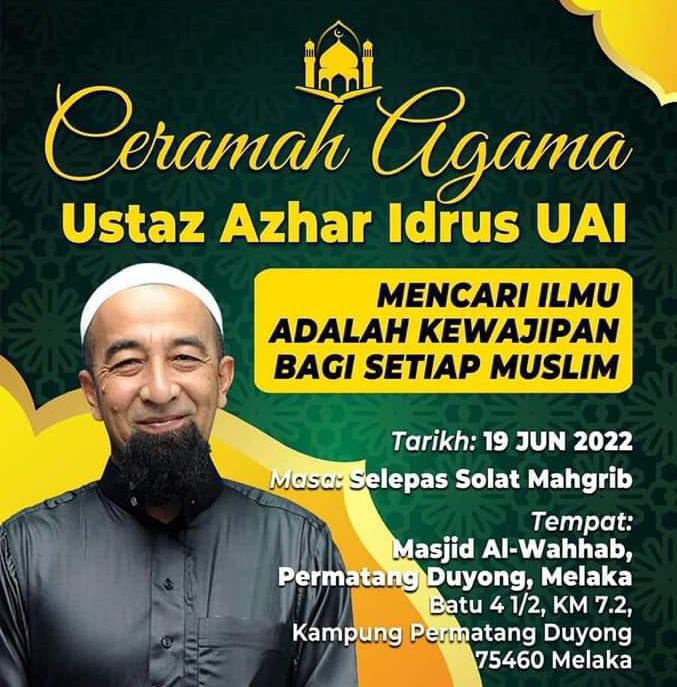 Ceramah Agama
Ustaz Azhar Idrus UAI
MENCARI ILMU
ADALAH KEWAJIPAN
BAGI SETIAP MUSLIM
Tarikh: 19 JUN 2022
Masa: Selepas Solat Mahgrib
Tempat:
Masjid Al-Wahhab,
Permatang Duyong, Melaka
Batu 4 1/2, KM 7.2,
Kampung Permatang Duyong
75460 Melaka